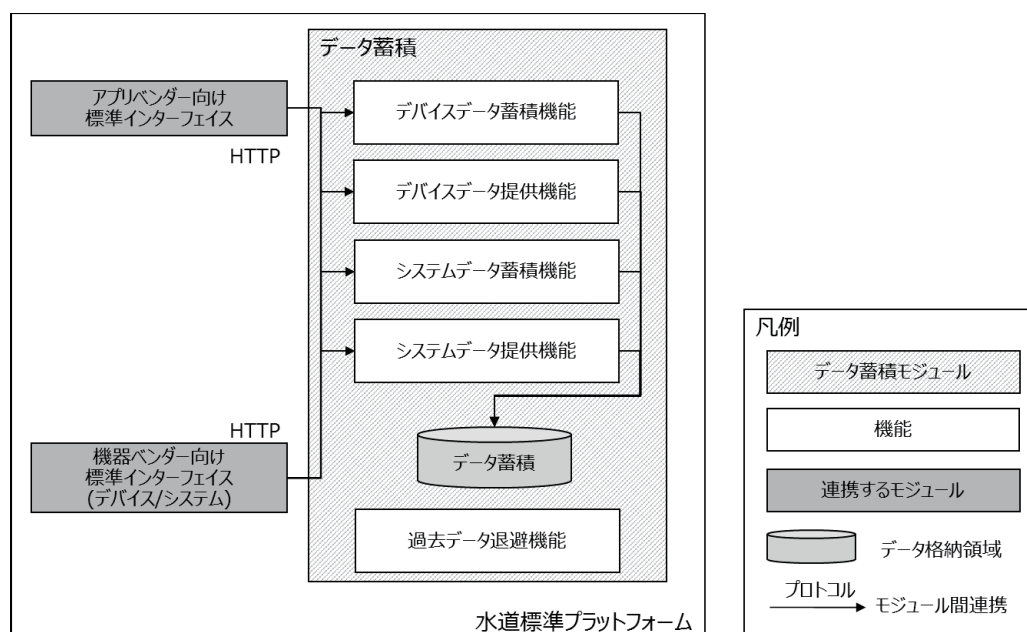 データ蓄積
アプリベンダー向け
標準インターフェイス
HTTP
デバイスデータ蓄積機能
デバイスデータ提供機能
システムデータ蓄積機能
システムデータ提供機能
HTTP
機器ベンダー向け
標準インターフェイス
(デバイス/システム)
データ蓄積
過去データ退避機能
水道標準プラットフォーム
凡例
データ蓄積モジュール
機能
連携するモジュール
データ格納領域
プロトコル
モジュール間連携